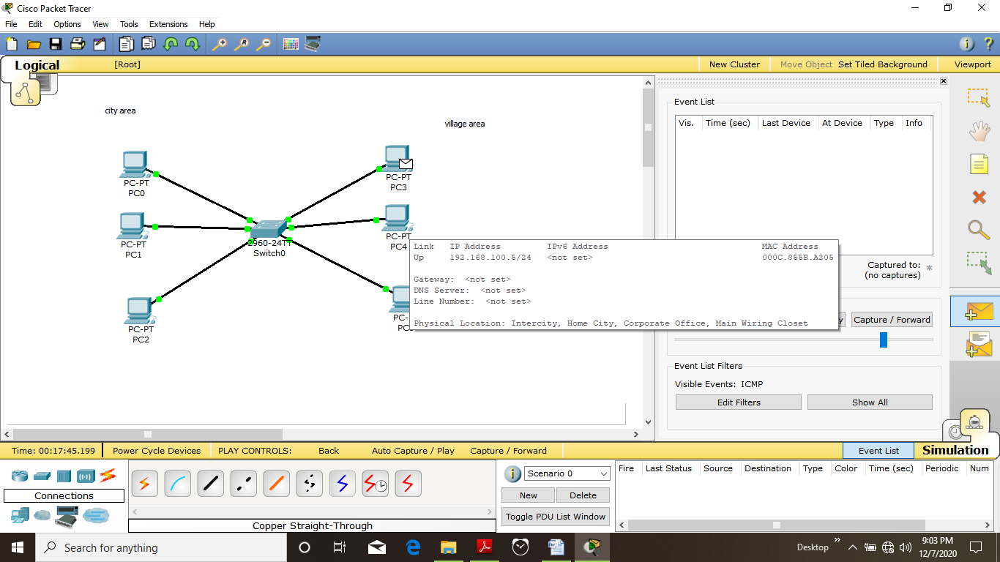 Cisco Packet Tracer
File Edit Options View Tools Extensions Help
Logical [Root] New Cluster Move Object Set Tiled Background Viewport
city area
village area
PC-PT
PC0
PC-PT
PC1
PC-PT
PC2
2960-24TT
Switch0
PC-PT
PC3
PC-PT
PC4
PC-
Link IP Address IPv6 Address MAC Address
Up 192.168.100.5/24 <not set> 000C.855B.A205
Gateway: <not set>
DNS Server: <not set>
Line Number: <not set>
Physical Location: Intercity, Home City, Corporate Office, Main Wiring Closet
Event List
Vis. Time (sec) Last Device At Device Type Info
Captured to: *
(no captures)
Capture / Forward
Event List Filters
Visible Events: ICMP
Edit Filters Show All
Time: 00:17:45.199 Power Cycle Devices PLAY CONTROLS: Back Auto Capture / Play Capture / Forward Event List Simulation
Connections
Copper Straight-Through
Scenario 0
New Delete
Toggle PDU List Window
Fire Last Status Source Destination Type Color Time (sec) Periodic Num
Search for anything
Desktop
9:03 PM
12/7/2020